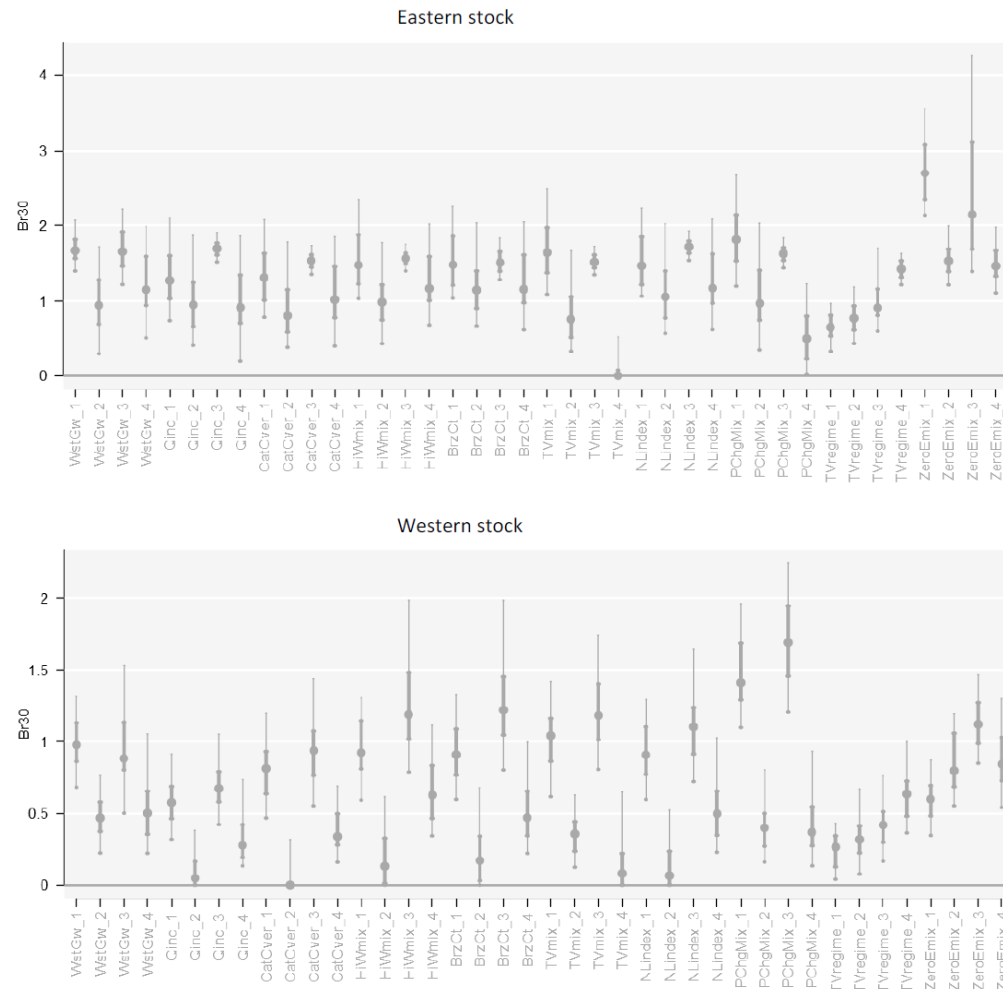 Eastern stock
4
3
2
1
0
Br30
WstGw_1
WstGw_2
WstGw_3
WstGw_4
QInc_1
QInc_2
QInc_3
QInc_4
CatCver_1
CatCver_2
CatCver_3
CatCver_4
HiWmix_1
HiWmix_2
HiWmix_3
HiWmix_4
BrzCt_1
BrzCt_2
BrzCt_3
BrzCt_4
TVmix_1
TVmix_2
TVmix_3
TVmix_4
NLindex_1
NLindex_2
NLindex_3
NLindex_4
PChgMix_1
PChgMix_2
PChgMix_3
PChgMix_4
TVregime_1
TVregime_2
TVregime_3
TVregime_4
ZeroEmix_1
ZeroEmix_2
ZeroEmix_3
ZeroEmix_4
Western stock
2
1.5
1
0.5
0
Br30
WstGw_1
WstGw_2
WstGw_3
WstGw_4
QInc_1
QInc_2
QInc_3
QInc_4
CatCver_1
CatCver_2
CatCver_3
CatCver_4
HiWmix_1
HiWmix_2
HiWmix_3
HiWmix_4
BrzCt_1
BrzCt_2
BrzCt_3
BrzCt_4
TVmix_1
TVmix_2
TVmix_3
TVmix_4
NLindex_1
NLindex_2
NLindex_3
NLindex_4
PChgMix_1
PChgMix_2
PChgMix_3
PChgMix_4
TVregime_1
TVregime_2
TVregime_3
TVregime_4
ZeroEmix_1
ZeroEmix_2
ZeroEmix_3